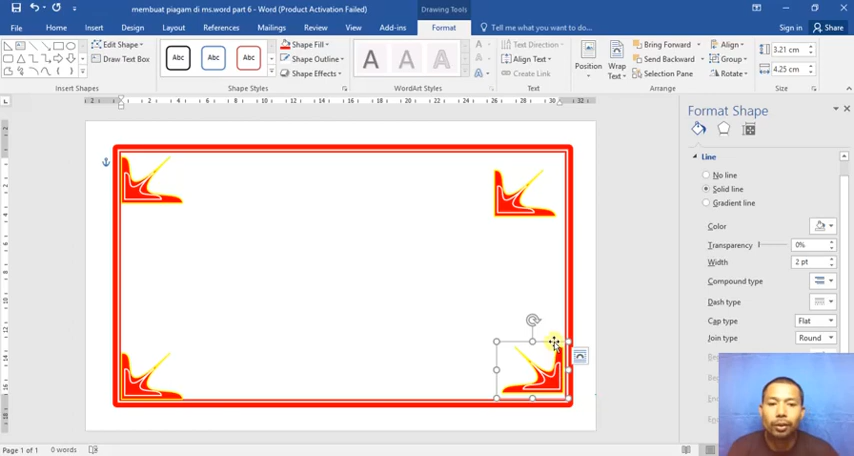 membuat piagam di ms.word part 6 - Word (Product Activation Failed)
Drawing Tools
File Home Insert Design Layout References Mailings Review View Add-ins Format Tell me what you want to do... Sign in Share
Edit Shape
Draw Text Box
Insert Shapes
Abc Abc Abc
Shape Fill
Shape Outline
Shape Effects
Shape Styles
A A A
WordArt Styles
Text Direction
Align Text
Create Link
Text
Position
Wrap
Text
Bring Forward
Send Backward
Selection Pane
Align
Group
Rotate
Arrange
3.21 cm
4.25 cm
Size
Format Shape
Line
No line
Solid line
Gradient line
Color
Transparency 0%
Width 2 pt
Compound type
Dash type
Cap type Flat
Join type Round
Page 1 of 1 0 words